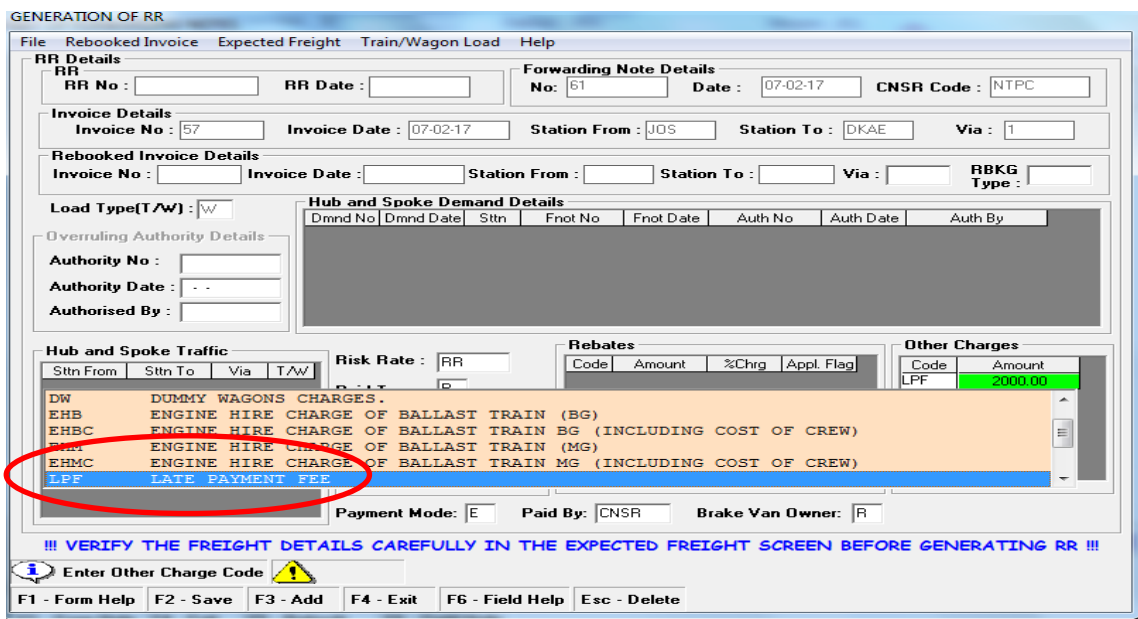 GENERATION OF RR
File Rebooked Invoice Expected Freight Train/Wagon Load Help
RR Details
RR
RR No : RR Date :
Forwarding Note Details
No: 61 Date : 07-02-17 CNSR Code : NTPC
Invoice Details
Invoice No : 57 Invoice Date : 07-02-17 Station From : JOS Station To : DKAE Via : 1
Rebooked Invoice Details
Invoice No : Invoice Date : Station From : Station To : Via : RBKG Type :
Load Type(T/W) : W
Hub and Spoke Demand Details
Dmnd No Dmnd Date Sttn Fnot No Fnot Date Auth No Auth Date Auth By
Overruling Authority Details
Authority No :
Authority Date : - -
Authorised By :
Hub and Spoke Traffic
Sttn From Sttn To Via T/W
Risk Rate : RR
Rebates
Code Amount %Chrg Appl. Flag
Other Charges
Code Amount
LPF 2000.00
DW DUMMY WAGONS CHARGES.
EHB ENGINE HIRE CHARGE OF BALLAST TRAIN (BG)
EHBC ENGINE HIRE CHARGE OF BALLAST TRAIN BG (INCLUDING COST OF CREW)
EHM ENGINE HIRE CHARGE OF BALLAST TRAIN (MG)
EHMC ENGINE HIRE CHARGE OF BALLAST TRAIN MG (INCLUDING COST OF CREW)
LPF LATE PAYMENT FEE
Payment Mode: E Paid By: CNSR Brake Van Owner: R
!!! VERIFY THE FREIGHT DETAILS CAREFULLY IN THE EXPECTED FREIGHT SCREEN BEFORE GENERATING RR !!!
Enter Other Charge Code
F1 - Form Help F2 - Save F3 - Add F4 - Exit F6 - Field Help Esc - Delete